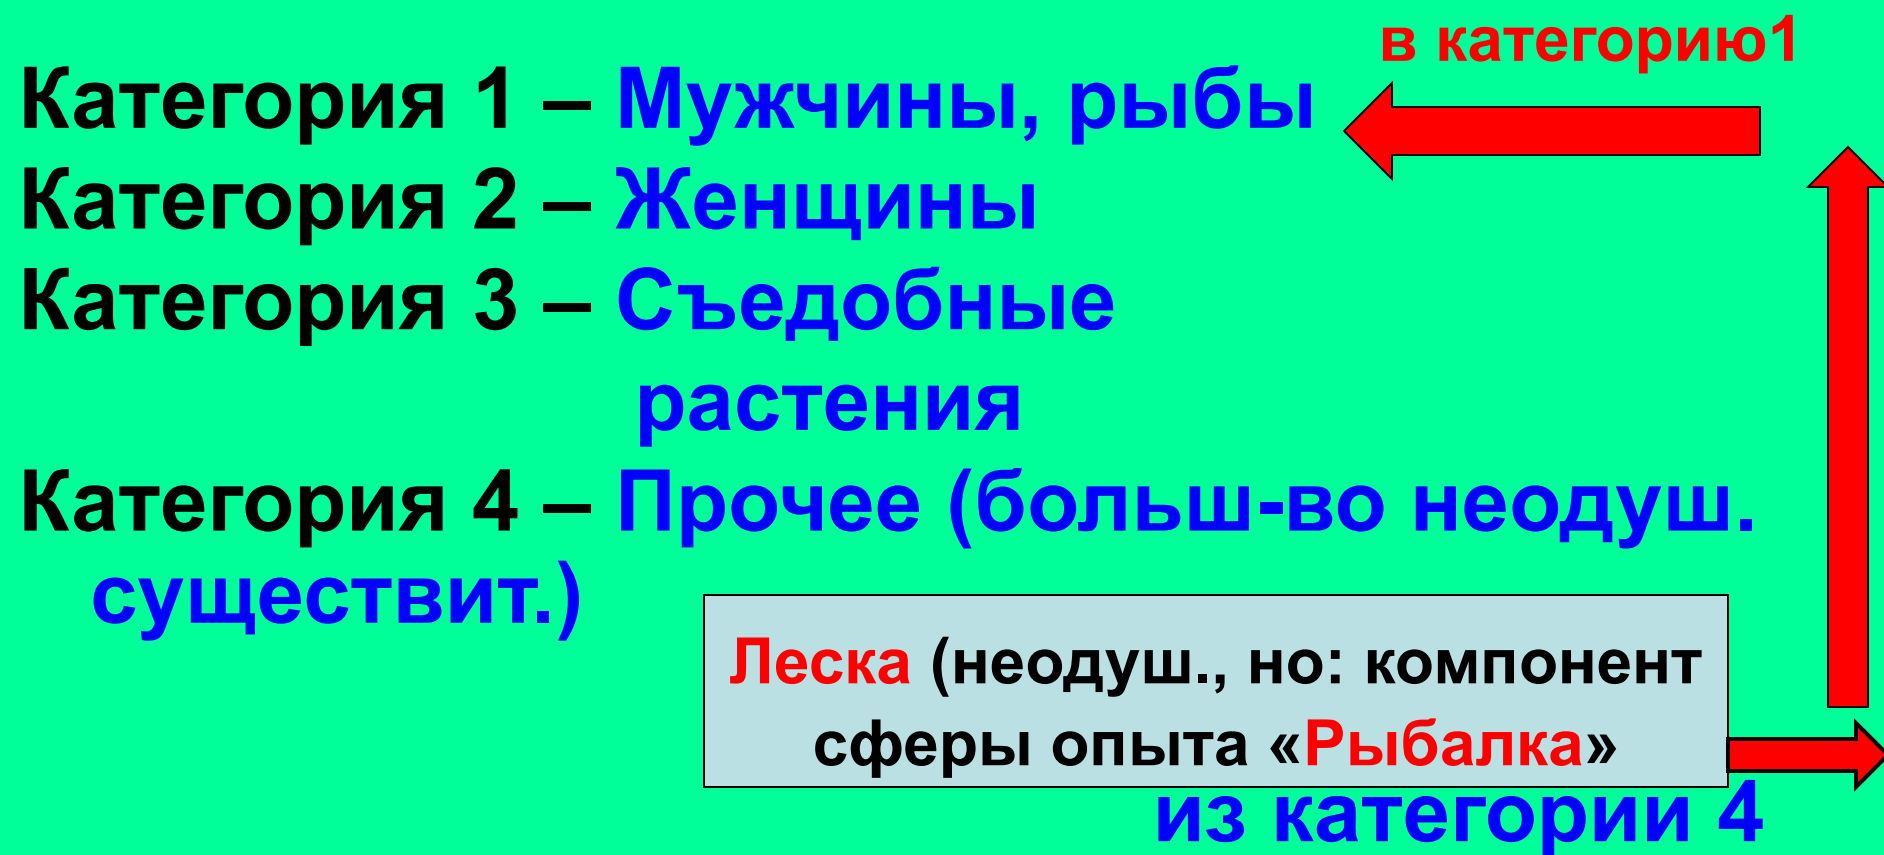 в категорию1
Категория 1 – Мужчины, рыбы
Категория 2 – Женщины
Категория 3 – Съедобные
растения
Категория 4 – Прочее (больш-во неодуш.
существит.)
Леска (неодуш., но: компонент
сферы опыта «Рыбалка»
из категории 4